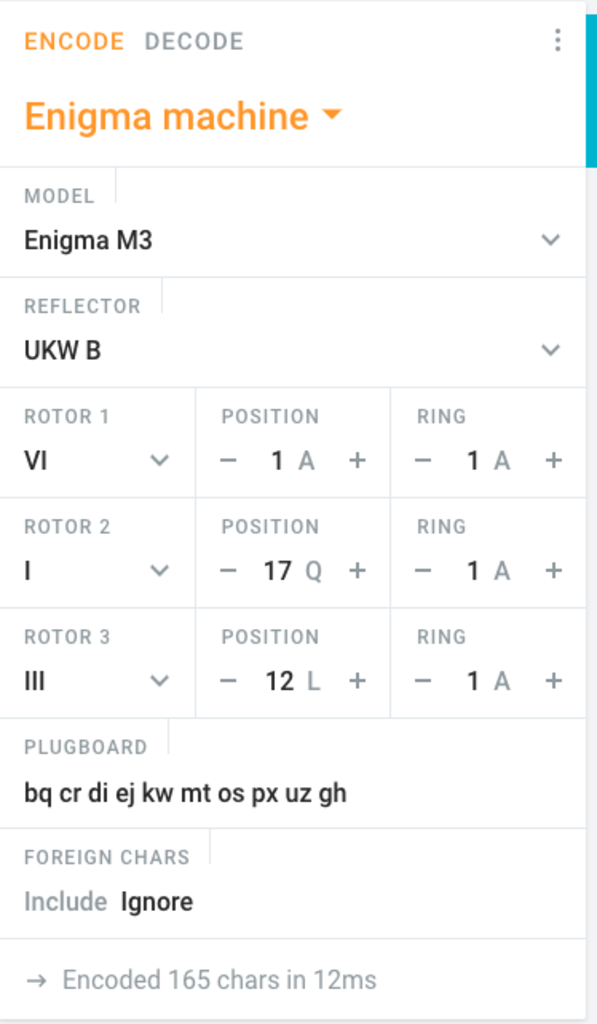 ENCODE DECODE
Enigma machine
MODEL
Enigma M3
REFLECTOR
UKW B
ROTOR 1 POSITION RING
VI − 1 A + − 1 A +
ROTOR 2 POSITION RING
I − 17 Q + − 1 A +
ROTOR 3 POSITION RING
III − 12 L + − 1 A +
PLUGBOARD
bq cr di ej kw mt os px uz gh
FOREIGN CHARS
Include Ignore
→ Encoded 165 chars in 12ms